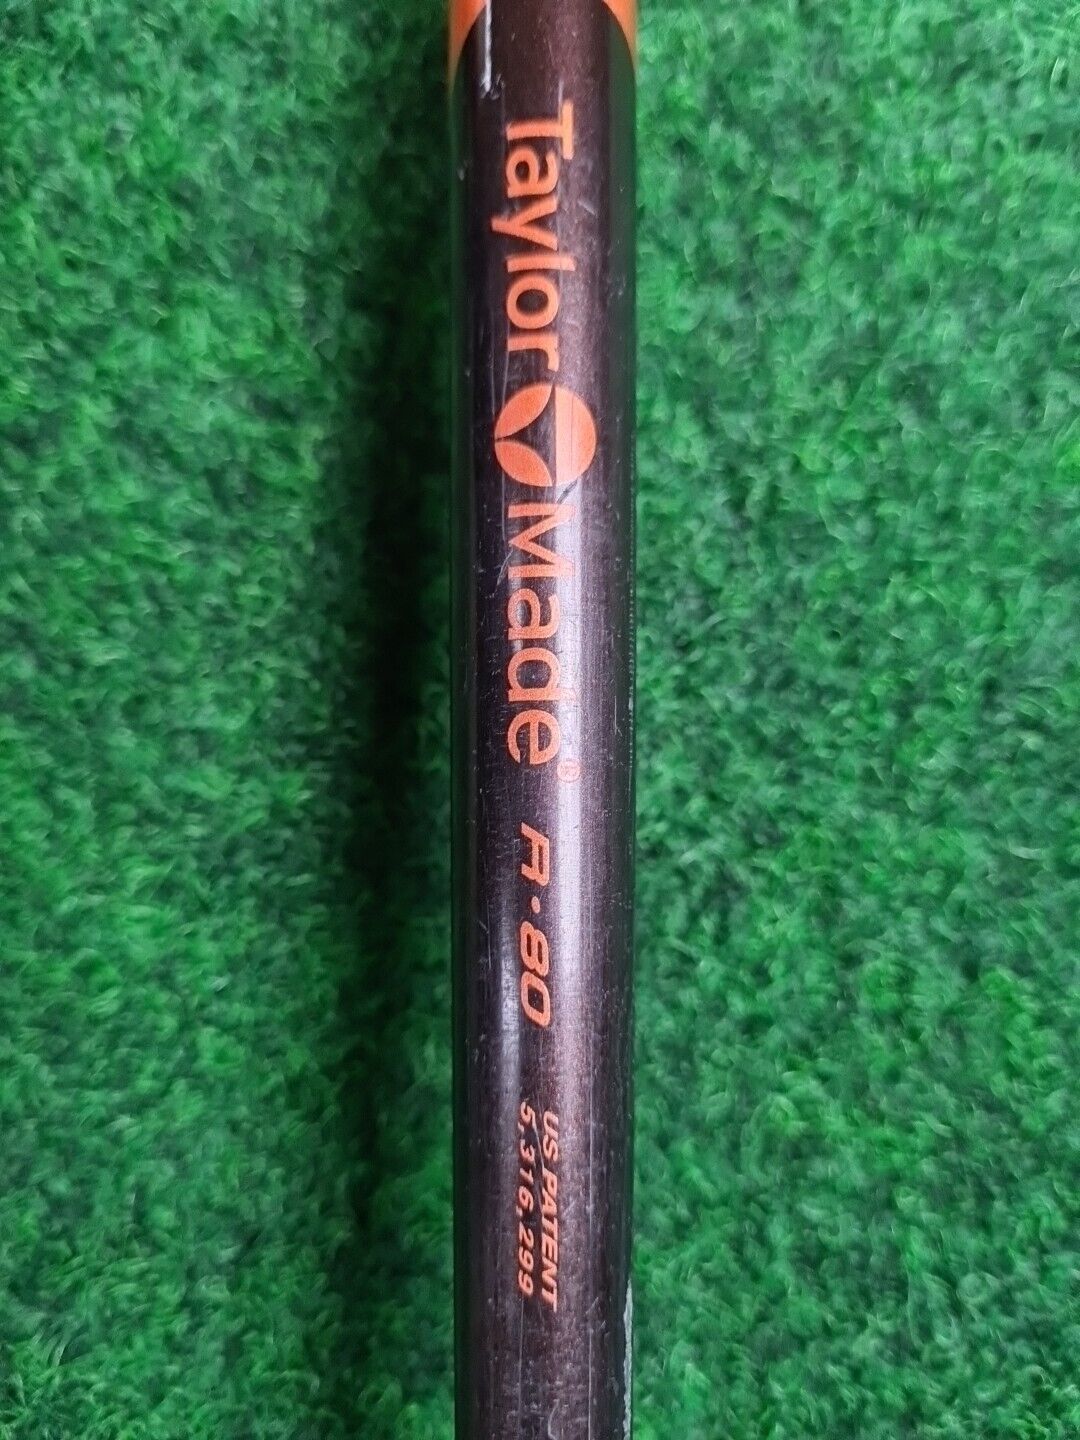 TaylorMade® R•80
US PATENT
5,316,299